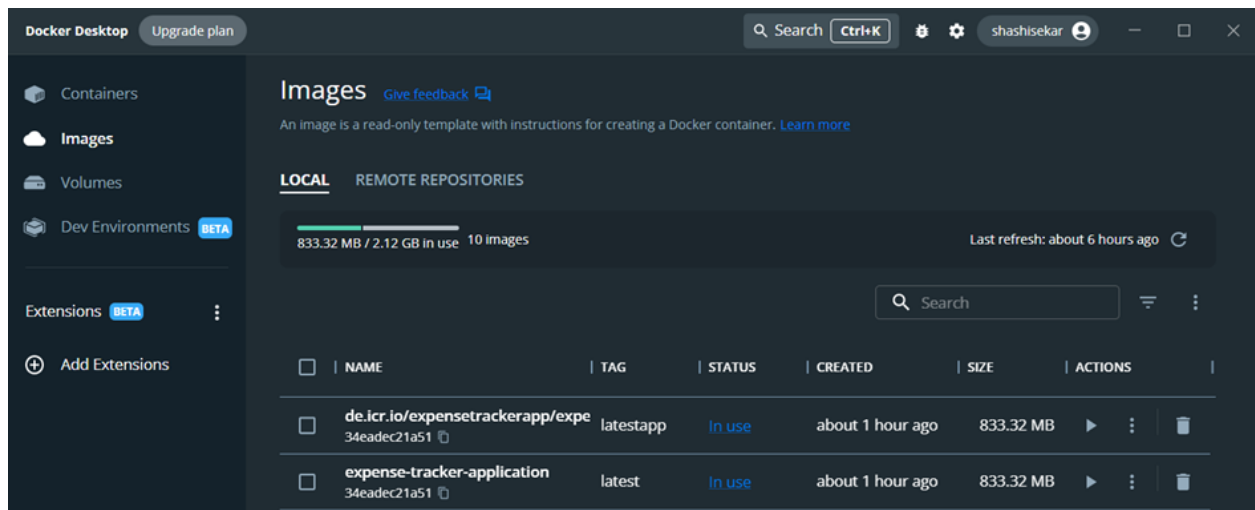 Docker Desktop Upgrade plan Search Ctrl+K shashisekar
Containers
Images
Volumes
Dev Environments BETA
Extensions BETA
Add Extensions
Images Give feedback
An image is a read-only template with instructions for creating a Docker container. Learn more
LOCAL REMOTE REPOSITORIES
833.32 MB / 2.12 GB in use 10 images Last refresh: about 6 hours ago
Search
NAME TAG STATUS CREATED SIZE ACTIONS
de.icr.io/expensetrackerapp/expe latestapp In use about 1 hour ago 833.32 MB
34eadec21a51
expense-tracker-application latest In use about 1 hour ago 833.32 MB
34eadec21a51